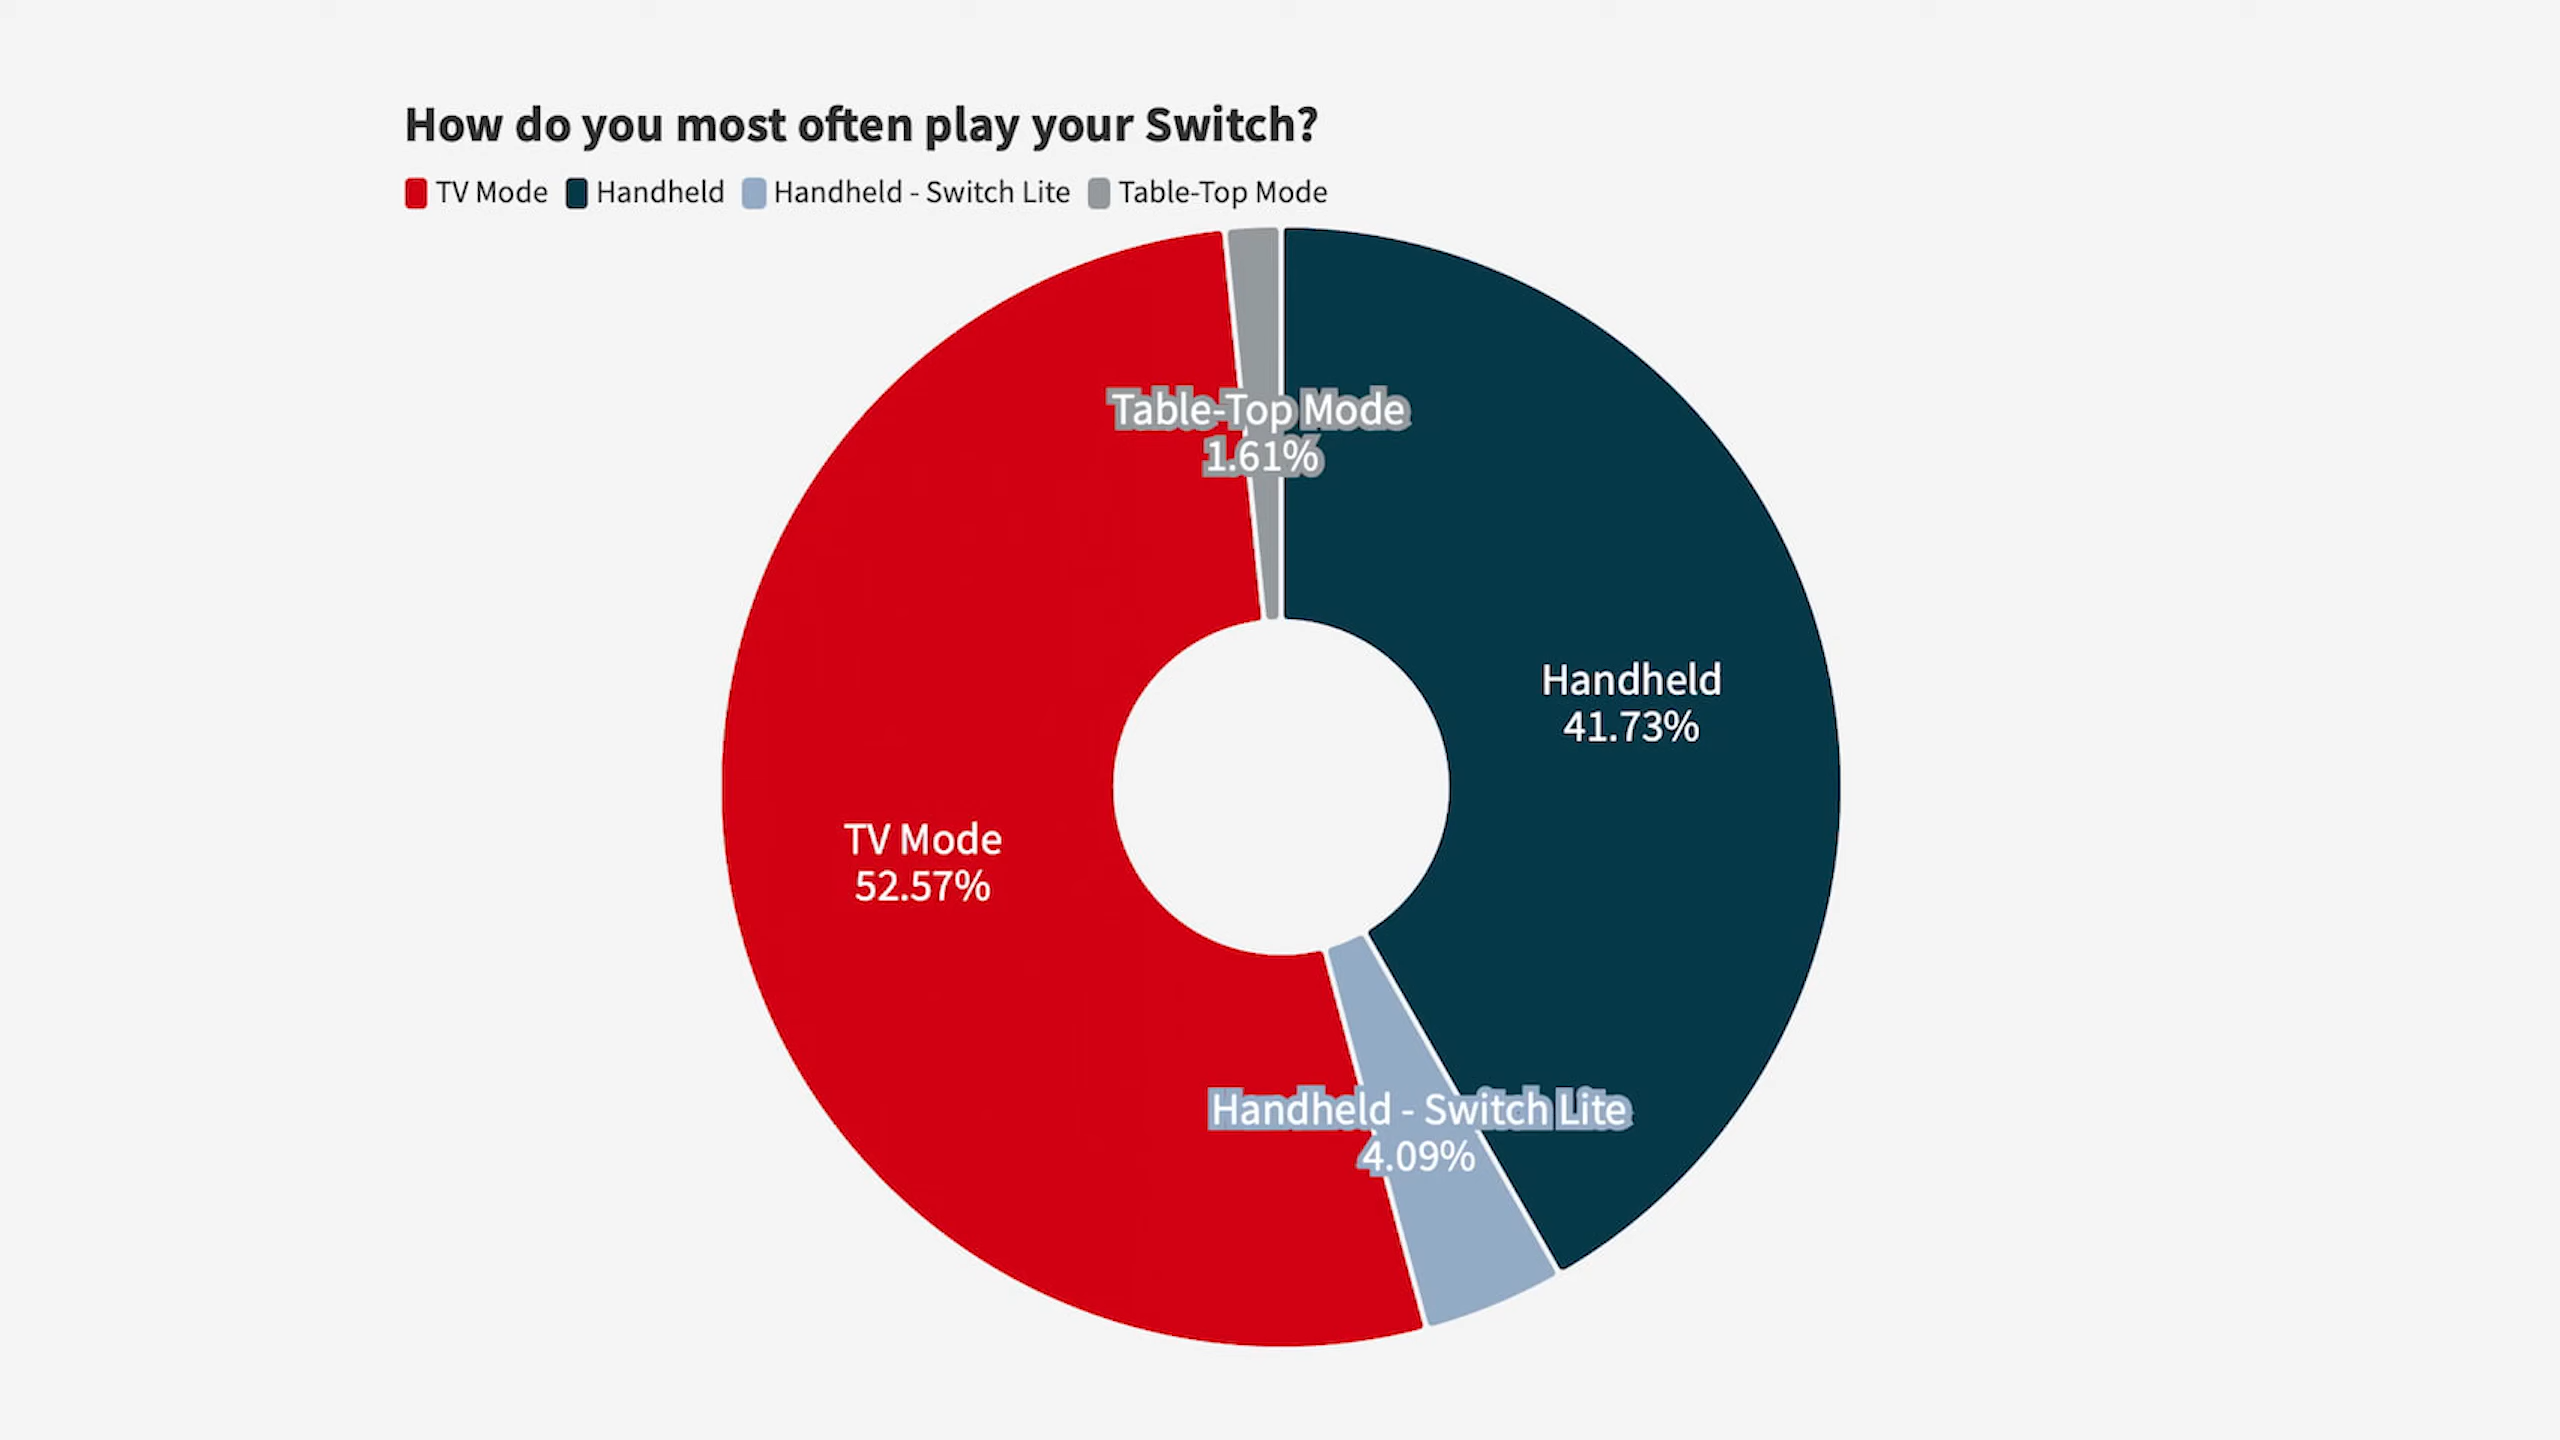 How do you most often play your Switch?
TV Mode Handheld Handheld - Switch Lite Table-Top Mode
Table-Top Mode
1.61%
Handheld
41.73%
TV Mode
52.57%
Handheld - Switch Lite
4.09%